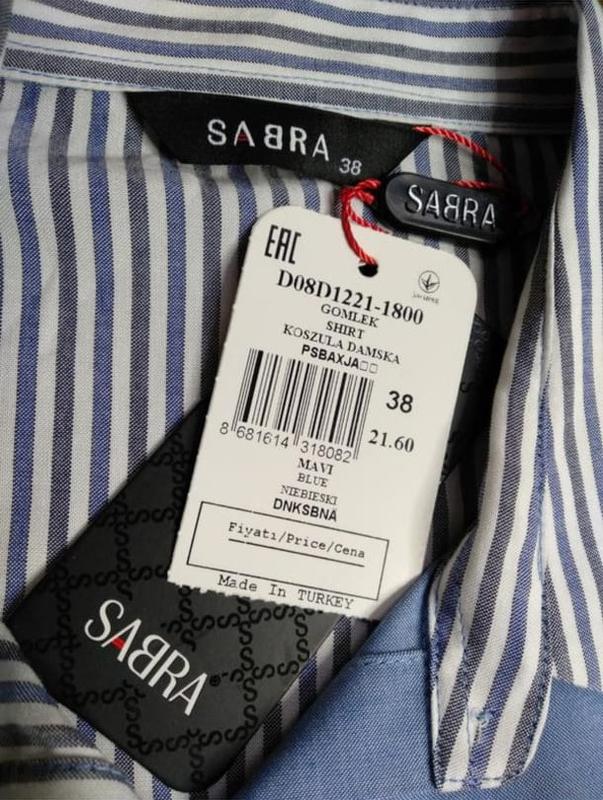 SABRA
38
SABRA
EAC
D08D1221-1800
GOMLEK
SHIRT
KOSZULA DAMSKA
PSBAXJA□□
38
8 681614 318082
21.60
MAVI
BLUE
NIEBIESKI
DNKSBNA
Fiyatı/Price/Cena
Made In TURKEY
SABRA®